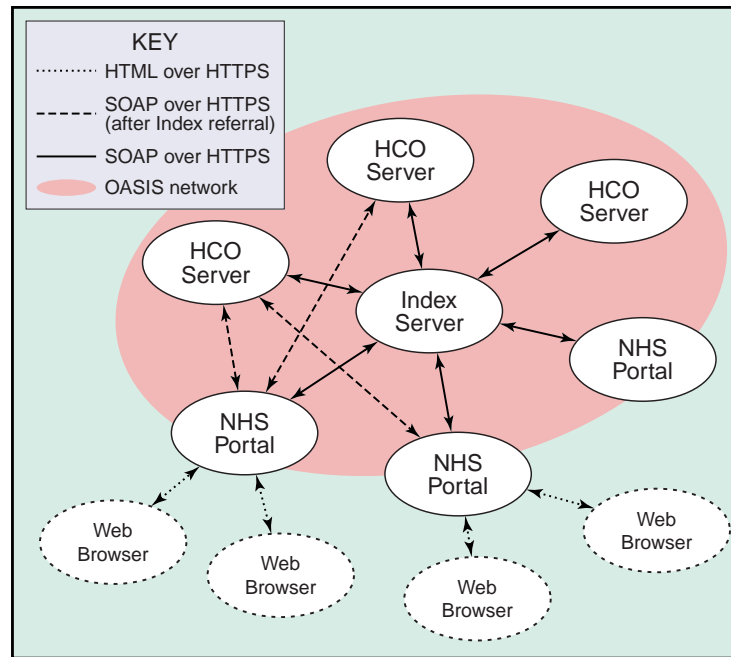 KEY
HTML over HTTPS
SOAP over HTTPS
(after Index referral)
SOAP over HTTPS
OASIS network
HCO
Server
HCO
Server
HCO
Server
Index
Server
NHS
Portal
NHS
Portal
NHS
Portal
Web
Browser
Web
Browser
Web
Browser
Web
Browser